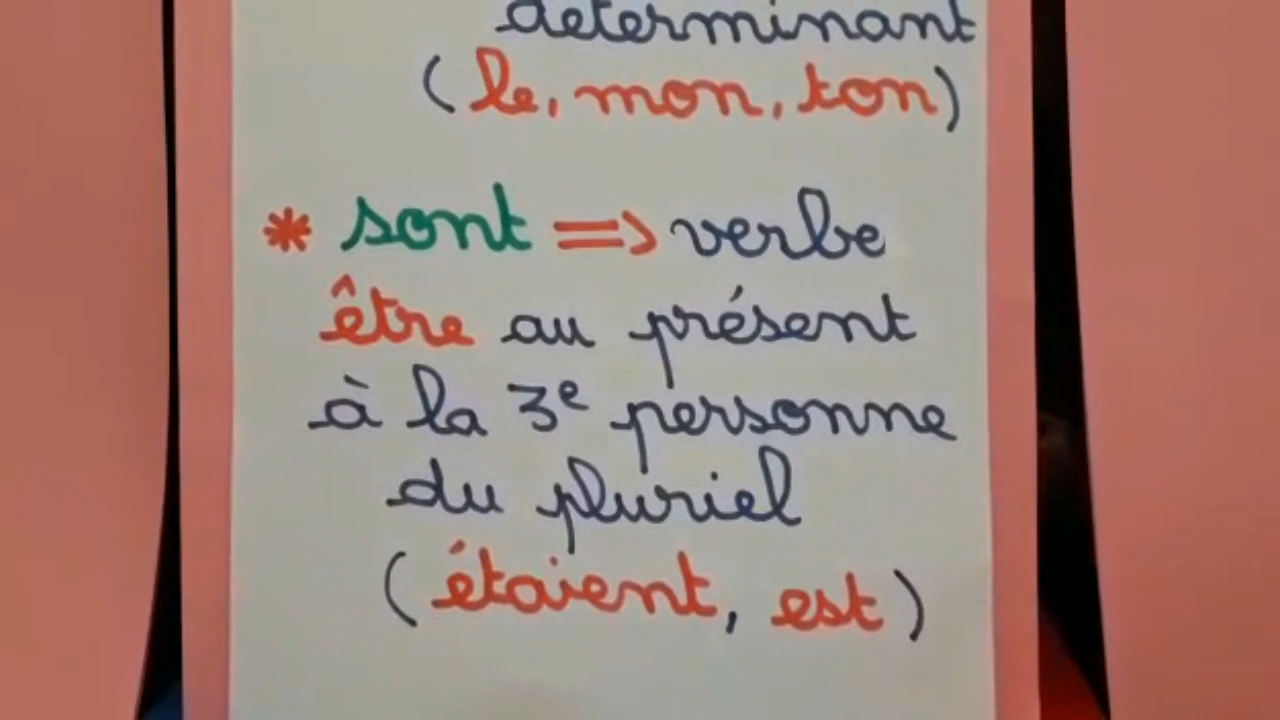 déterminant
(le, mon, ton)
* sont => verbe
être au présent
à la 3e personne
du pluriel
(étaient, est)